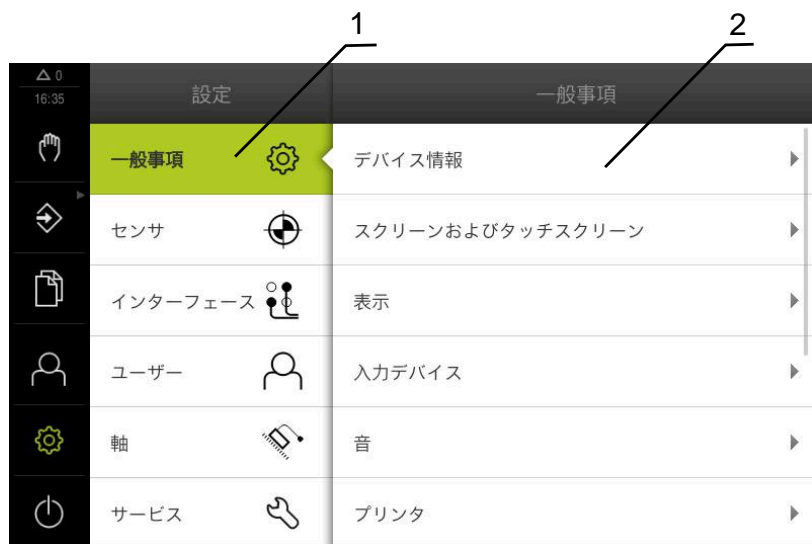 1
2
△ 0
16:35
設定
一般事項
一般事項
デバイス情報
センサ
スクリーンおよびタッチスクリーン
インターフェース
表示
ユーザー
入力デバイス
軸
音
サービス
プリンタ